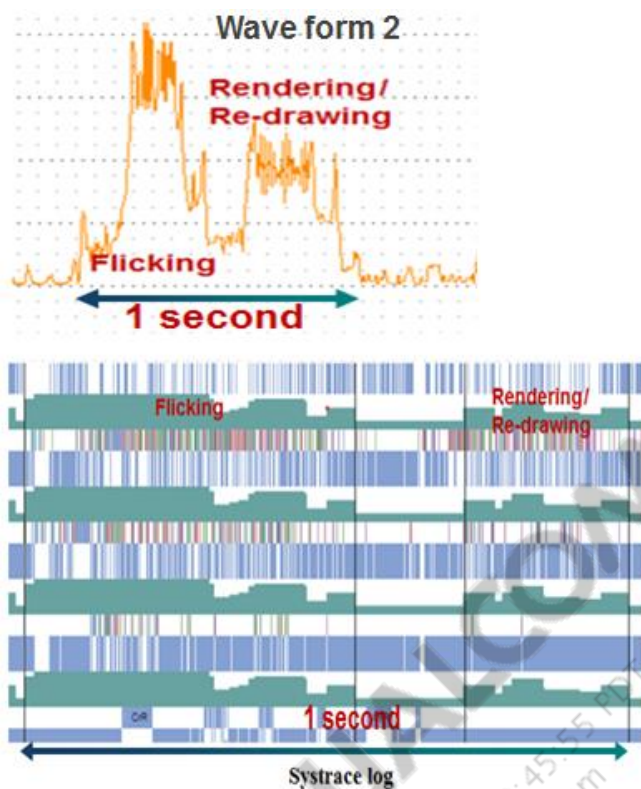 Wave form 2
Rendering/
Re-drawing
Flicking
1 second
Flicking
Rendering/
Re-drawing
1 second
Systrace log